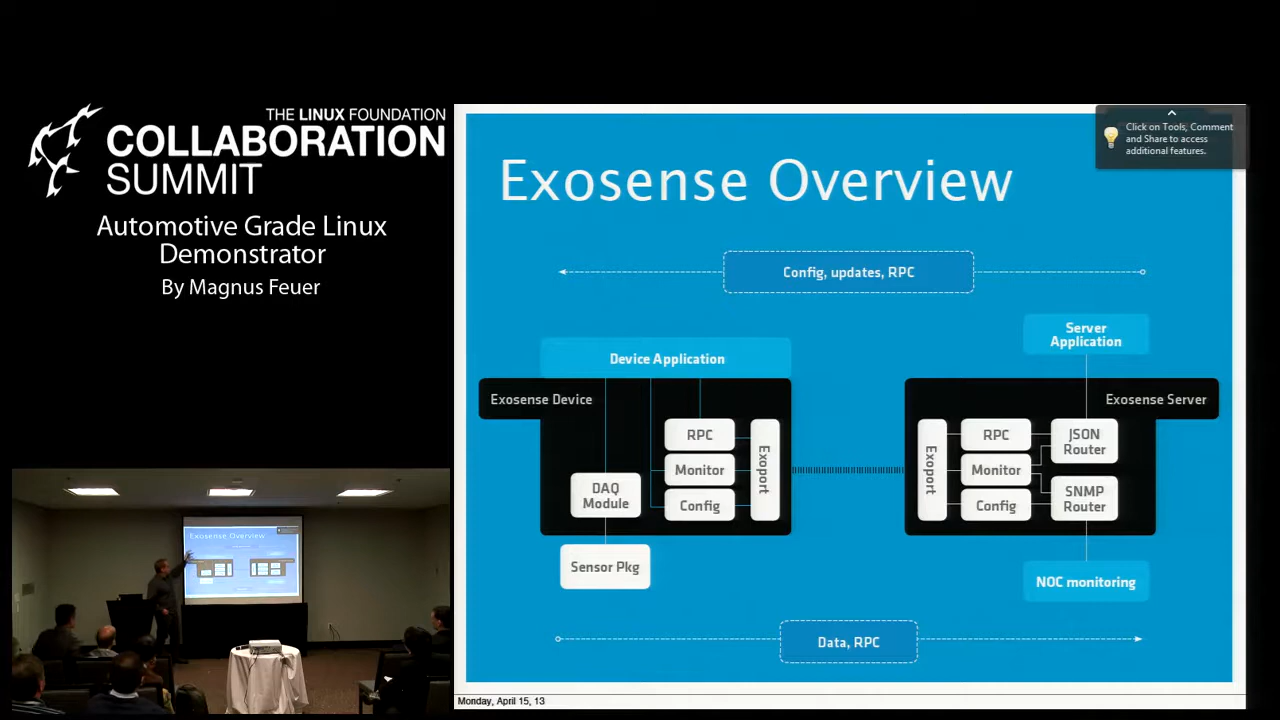 THE LINUX FOUNDATION
COLLABORATION
SUMMIT
Automotive Grade Linux
Demonstrator
By Magnus Feuer
Click on Tools, Comment
and Share to access
additional features.
Exosense Overview
Config, updates, RPC
Server
Application
Device Application
Exosense Device
Exosense Server
RPC
Monitor
Config
Exoport
DAQ
Module
Sensor Pkg
Exoport
RPC
Monitor
Config
JSON
Router
SNMP
Router
NOC monitoring
Data, RPC
Monday, April 15, 13
Exosense Overview